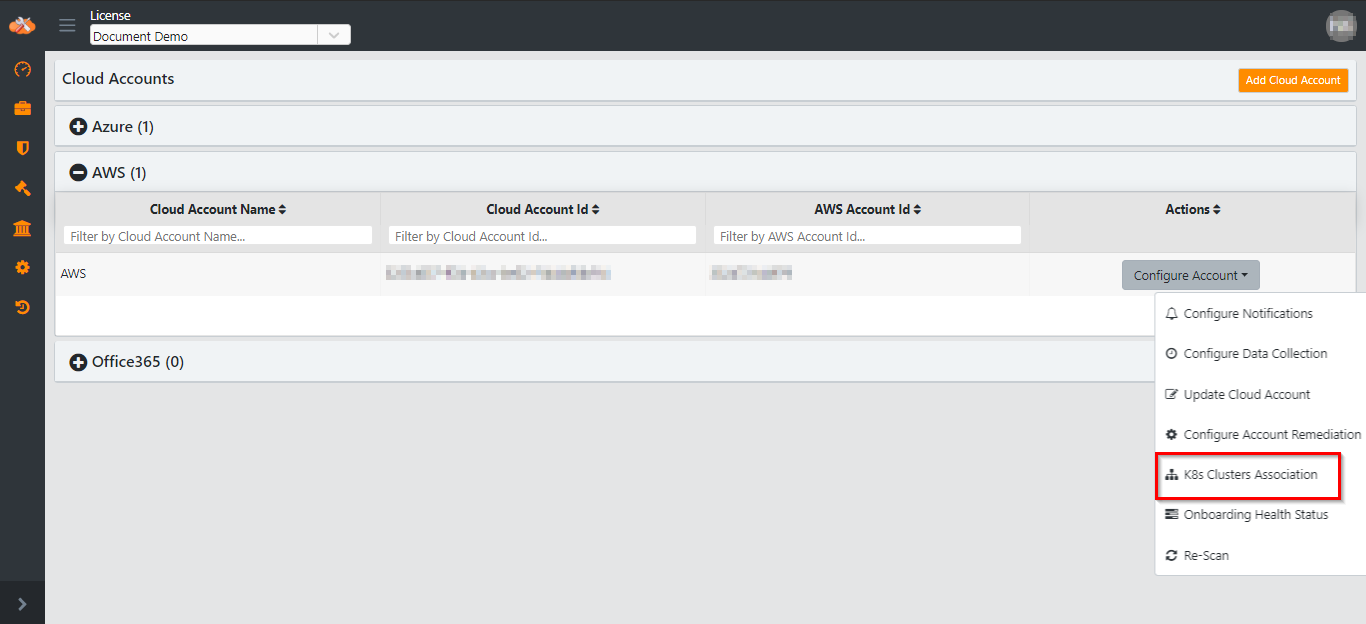 License
Document Demo
Cloud Accounts
Add Cloud Account
Azure (1)
AWS (1)
Cloud Account Name
Cloud Account Id
AWS Account Id
Actions
Filter by Cloud Account Name...
Filter by Cloud Account Id...
Filter by AWS Account Id...
AWS
Configure Account
Configure Notifications
Configure Data Collection
Office365 (0)
Update Cloud Account
Configure Account Remediation
K8s Clusters Association
Onboarding Health Status
Re-Scan